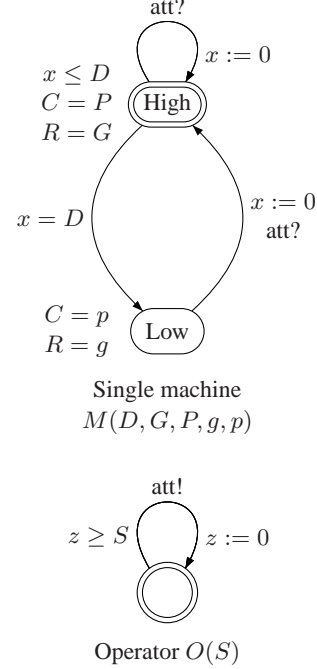 att?
x := 0
x ≤ D
C = P
R = G
High
x = D
x := 0
att?
C = p
R = g
Low
Single machine
M(D, G, P, g, p)
att!
z ≥ S
z := 0
Operator O(S)